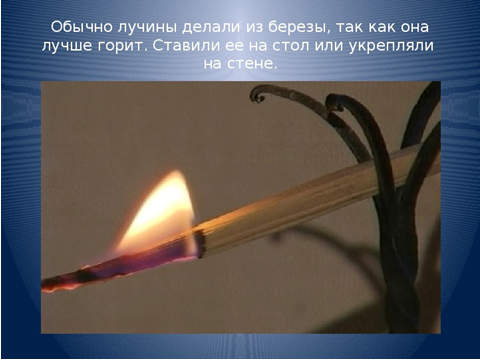 Обычно лучины делали из березы, так как она
лучше горит. Ставили ее на стол или укрепляли
на стене.